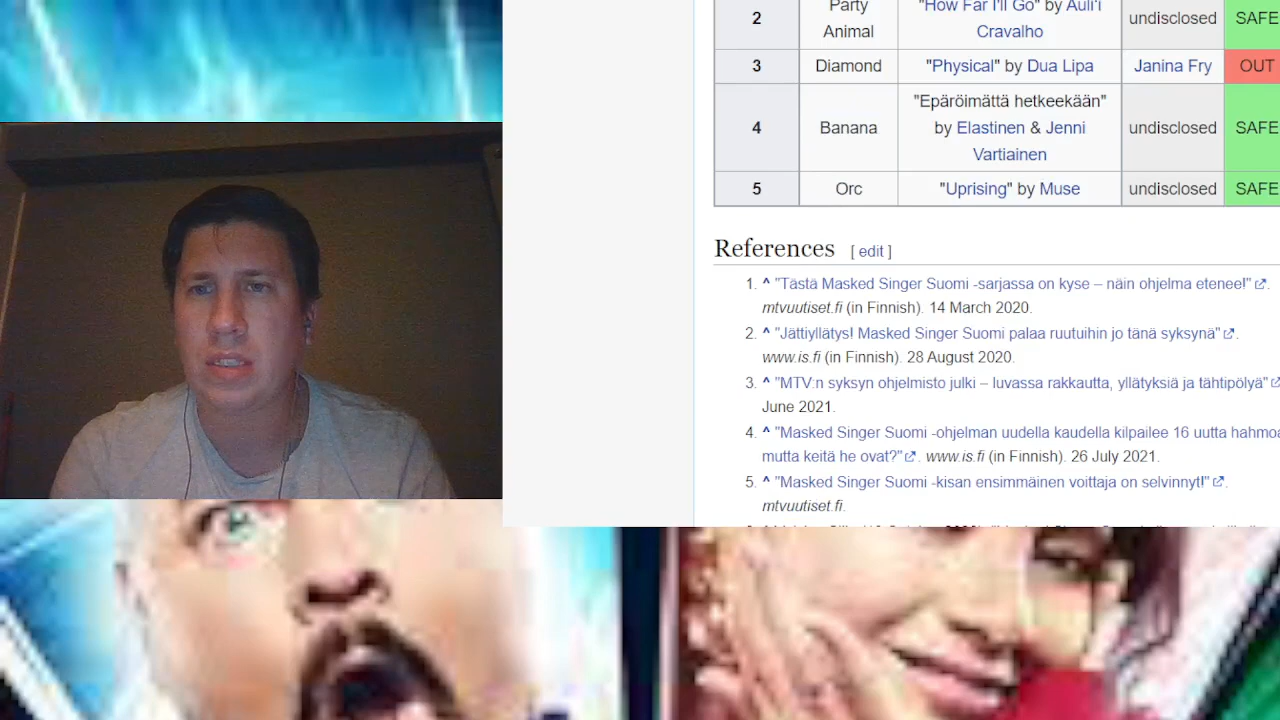 2 Party Animal "How Far I'll Go" by Auli'i Cravalho undisclosed SAFE
3 Diamond "Physical" by Dua Lipa Janina Fry OUT
4 Banana "Epäröimättä hetkeekään" by Elastinen & Jenni Vartiainen undisclosed SAFE
5 Orc "Uprising" by Muse undisclosed SAFE
References [ edit ]
1. ^ "Tästä Masked Singer Suomi -sarjassa on kyse – näin ohjelma etenee!".
mtvuutiset.fi (in Finnish). 14 March 2020.
2. ^ "Jättiyllätys! Masked Singer Suomi palaa ruutuihin jo tänä syksynä".
www.is.fi (in Finnish). 28 August 2020.
3. ^ "MTV:n syksyn ohjelmisto julki – luvassa rakkautta, yllätyksiä ja tähtipölyä"
June 2021.
4. ^ "Masked Singer Suomi -ohjelman uudella kaudella kilpailee 16 uutta hahmoa
mutta keitä he ovat?". www.is.fi (in Finnish). 26 July 2021.
5. ^ "Masked Singer Suomi -kisan ensimmäinen voittaja on selvinnyt!".
mtvuutiset.fi.